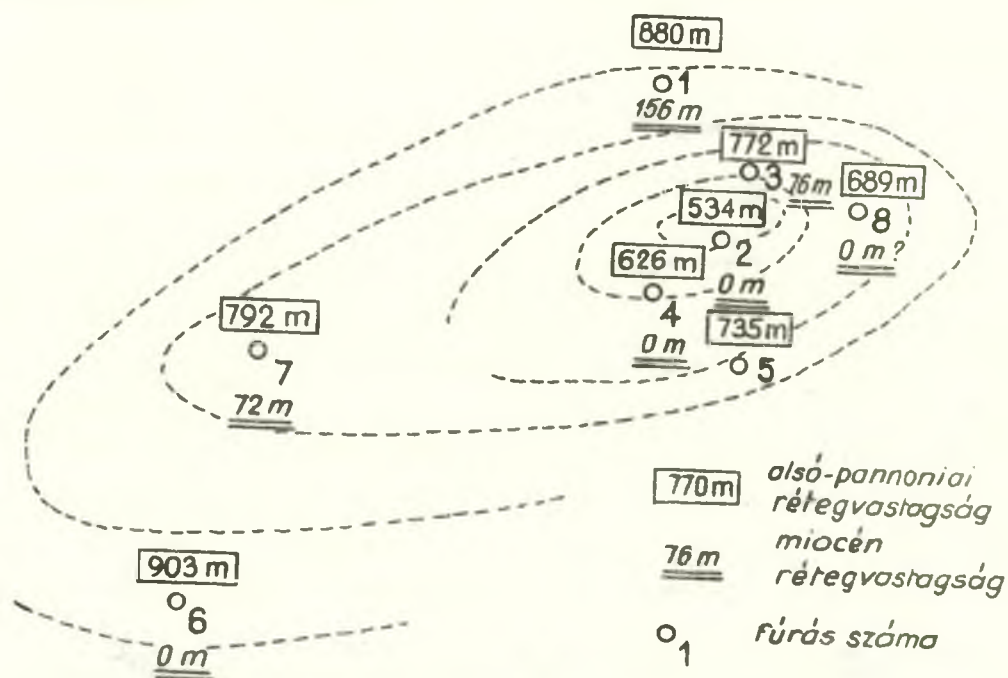 880 m
1
156 m
772 m
3
76 m
689 m
8
0 m ?
534 m
2
0 m
626 m
4
0 m
735 m
5
792 m
7
72 m
903 m
6
0 m
770 m
alsó-pannoniai
rétegvastagság
76 m
miocén
rétegvastagság
1
fúrás száma